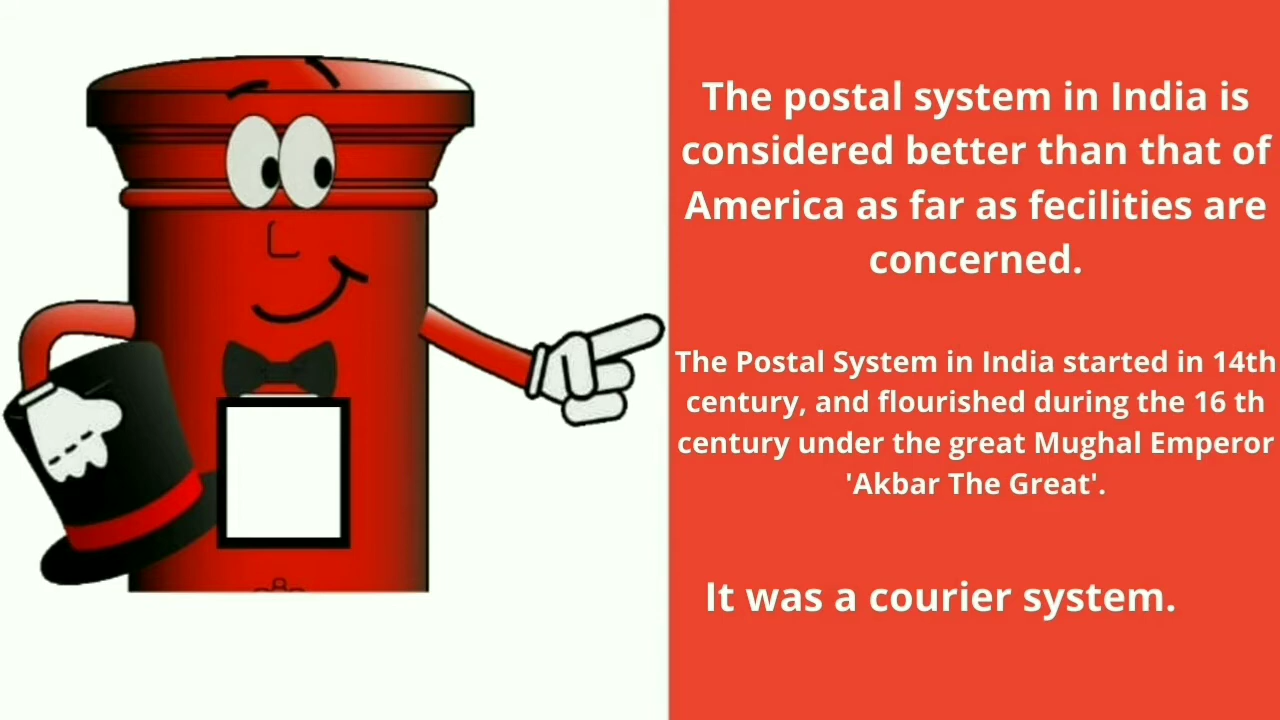 The postal system in India is
considered better than that of
America as far as fecilities are
concerned.
The Postal System in India started in 14th
century, and flourished during the 16 th
century under the great Mughal Emperor
'Akbar The Great'.
It was a courier system.